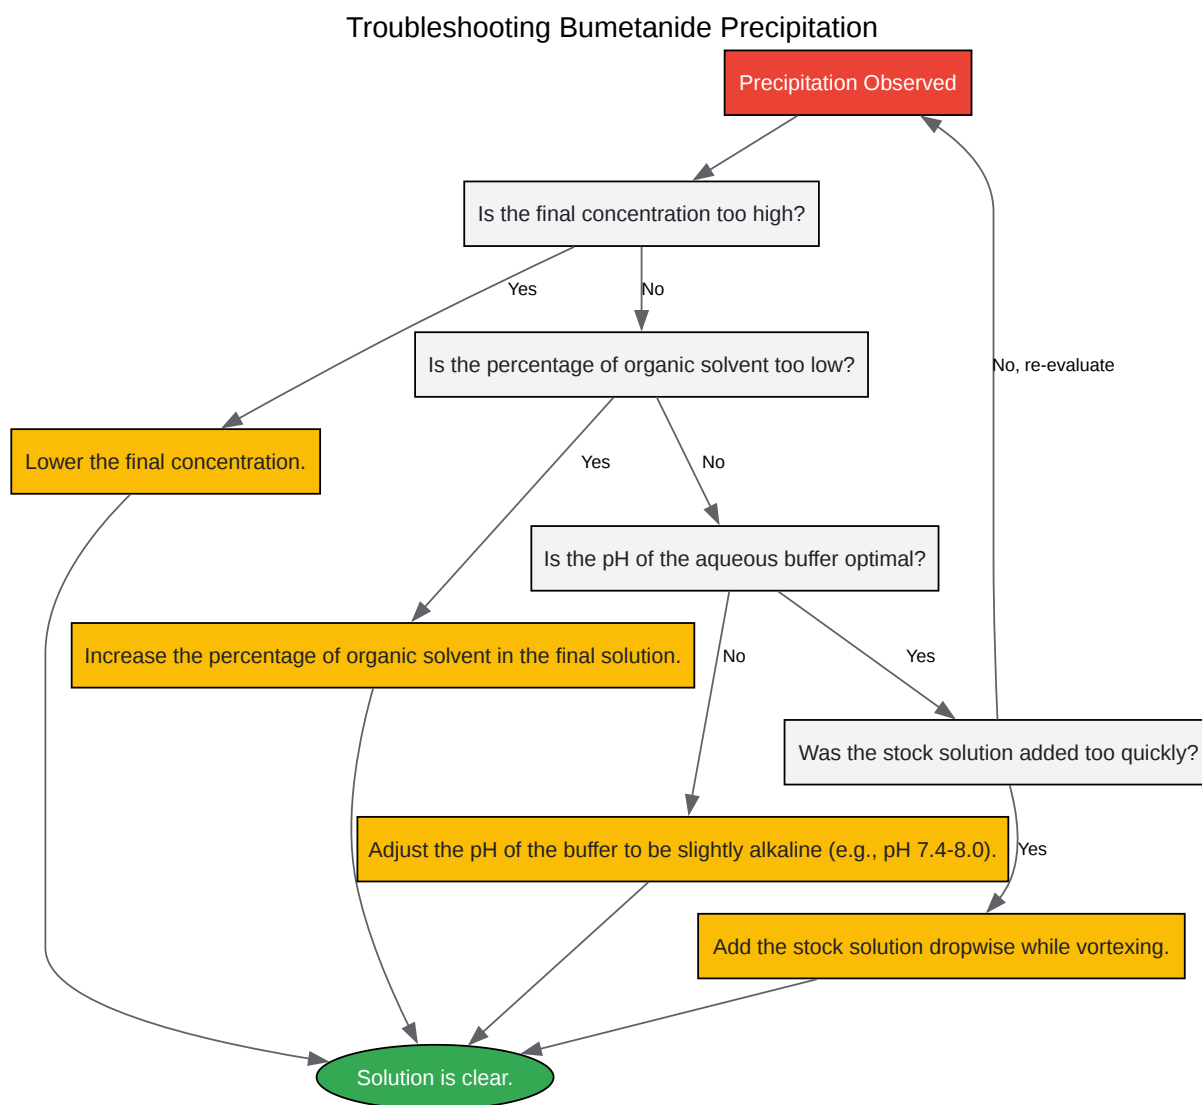 Troubleshooting Bumetanide Precipitation
Precipitation Observed
Is the final concentration too high?
Yes
No
Is the percentage of organic solvent too low?
No, re-evaluate
Lower the final concentration.
Yes
No
Is the pH of the aqueous buffer optimal?
Increase the percentage of organic solvent in the final solution.
No
Yes
Was the stock solution added too quickly?
Adjust the pH of the buffer to be slightly alkaline (e.g., pH 7.4-8.0).
Yes
Add the stock solution dropwise while vortexing.
Solution is clear.